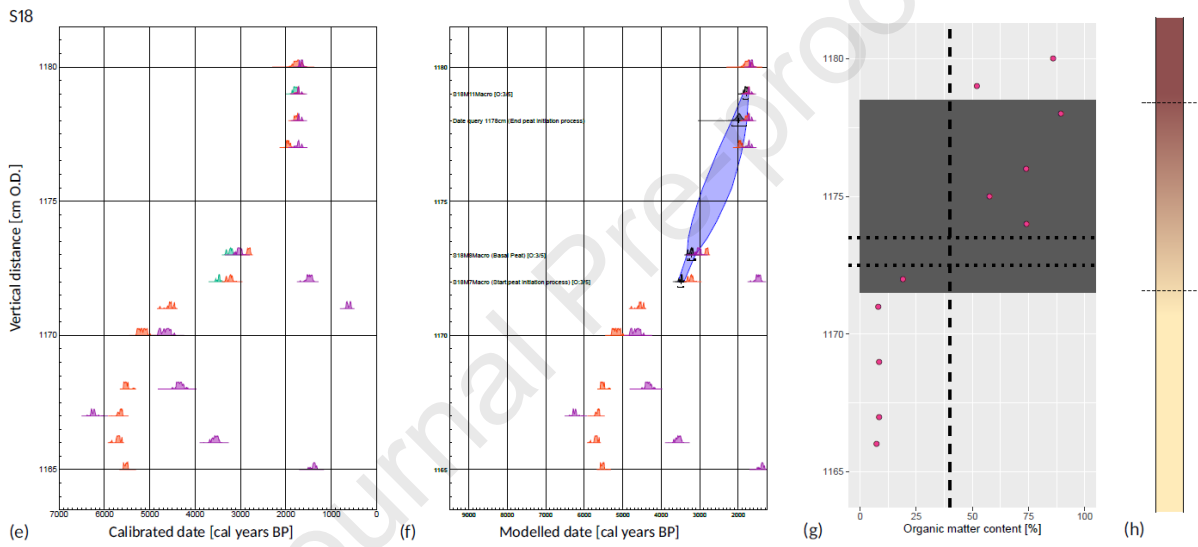 S18
Vertical distance [cm O.D.]
1180
1175
1170
1165
7000 6000 5000 4000 3000 2000 1000 0
(e) Calibrated date [cal years BP]
1180
S18M11Macro [O:3/5]
Date query 1178cm (End peat initiation process)
1175
S18M8Macro (Basal Peat) [O:3/5]
S18M7Macro (Start peat initiation process) [O:3/5]
1170
1165
9000 8000 7000 6000 5000 4000 3000 2000
(f) Modelled date [cal years BP]
1180
1175
1170
1165
0 25 50 75 100
(g) Organic matter content [%]
(h)
Journal Pre-proo